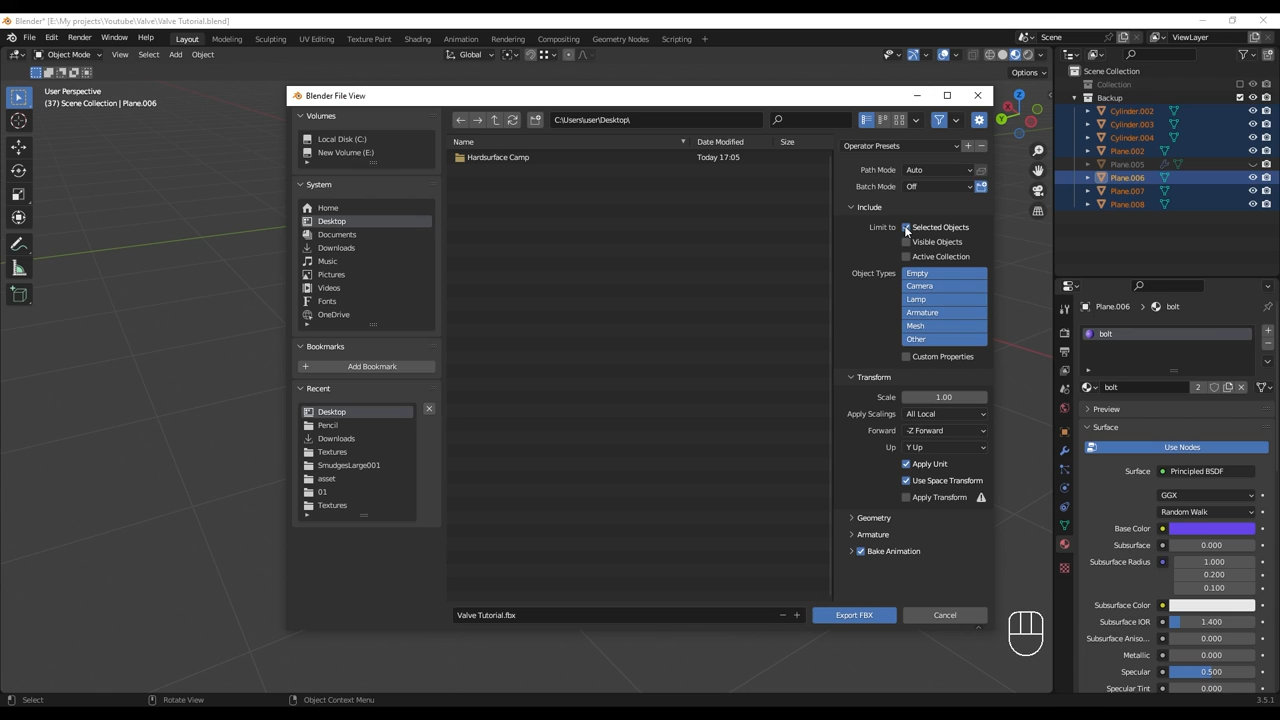 Blender* [E:\My projects\Youtube\Valve\Valve Tutorial.blend]
File Edit Render Window Help Layout Modeling Sculpting UV Editing Texture Paint Shading Animation Rendering Compositing Geometry Nodes Scripting + Scene ViewLayer
Object Mode View Select Add Object Global
Options
User Perspective
(37) Scene Collection | Plane.006
Blender File View
Volumes
Local Disk (C:)
New Volume (E:)
System
Home
Desktop
Documents
Downloads
Music
Pictures
Videos
Fonts
OneDrive
Bookmarks
Add Bookmark
Recent
Desktop
Pencil
Downloads
Textures
SmudgesLarge001
asset
01
Textures
C:\Users\user\Desktop\
Name Date Modified Size
Hardsurface Camp Today 17:05
Valve Tutorial.fbx
Operator Presets
Path Mode Auto
Batch Mode Off
Include
Limit to Selected Objects
Visible Objects
Active Collection
Object Types Empty
Camera
Lamp
Armature
Mesh
Other
Custom Properties
Transform
Scale 1.00
Apply Scalings All Local
Forward -Z Forward
Up Y Up
Apply Unit
Use Space Transform
Apply Transform
Geometry
Armature
Bake Animation
Export FBX Cancel
Z
X
Y
Scene Collection
Collection
Backup
Cylinder.002
Cylinder.003
Cylinder.004
Plane.002
Plane.005
Plane.006
Plane.007
Plane.008
Plane.006 bolt
bolt
bolt 2
Preview
Surface
Use Nodes
Surface Principled BSDF
GGX
Random Walk
Base Color
Subsurface 0.000
Subsurface Radius 1.000
0.200
0.100
Subsurface Color
Subsurface IOR 1.400
Subsurface Aniso... 0.000
Metallic 0.000
Specular 0.500
Specular Tint 0.000
Select Rotate View Object Context Menu 3.5.1